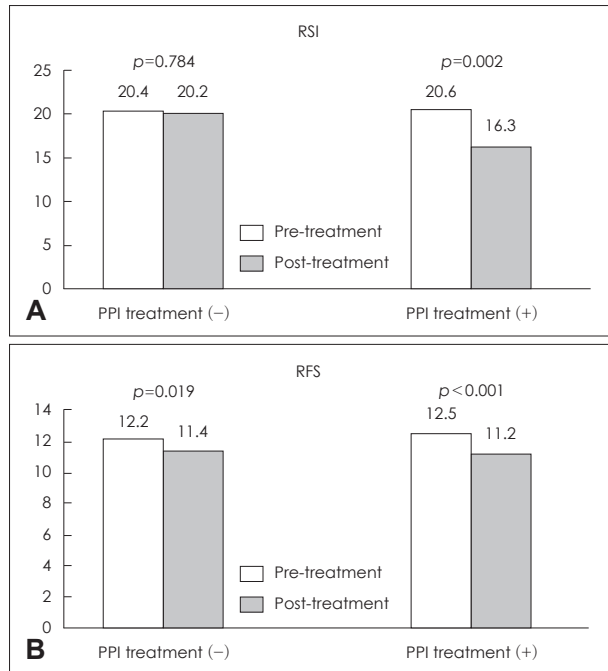 RSI
p=0.784 p=0.002
25
20.4 20.2 20.6
20
16.3
15
10
Pre-treatment
5
Post-treatment
0
A PPI treatment (−) PPI treatment (+)
RFS
p=0.019 p<0.001
14
12.2 11.4 12.5 11.2
12
10
8
6
4
Pre-treatment
2
Post-treatment
0
B PPI treatment (−) PPI treatment (+)